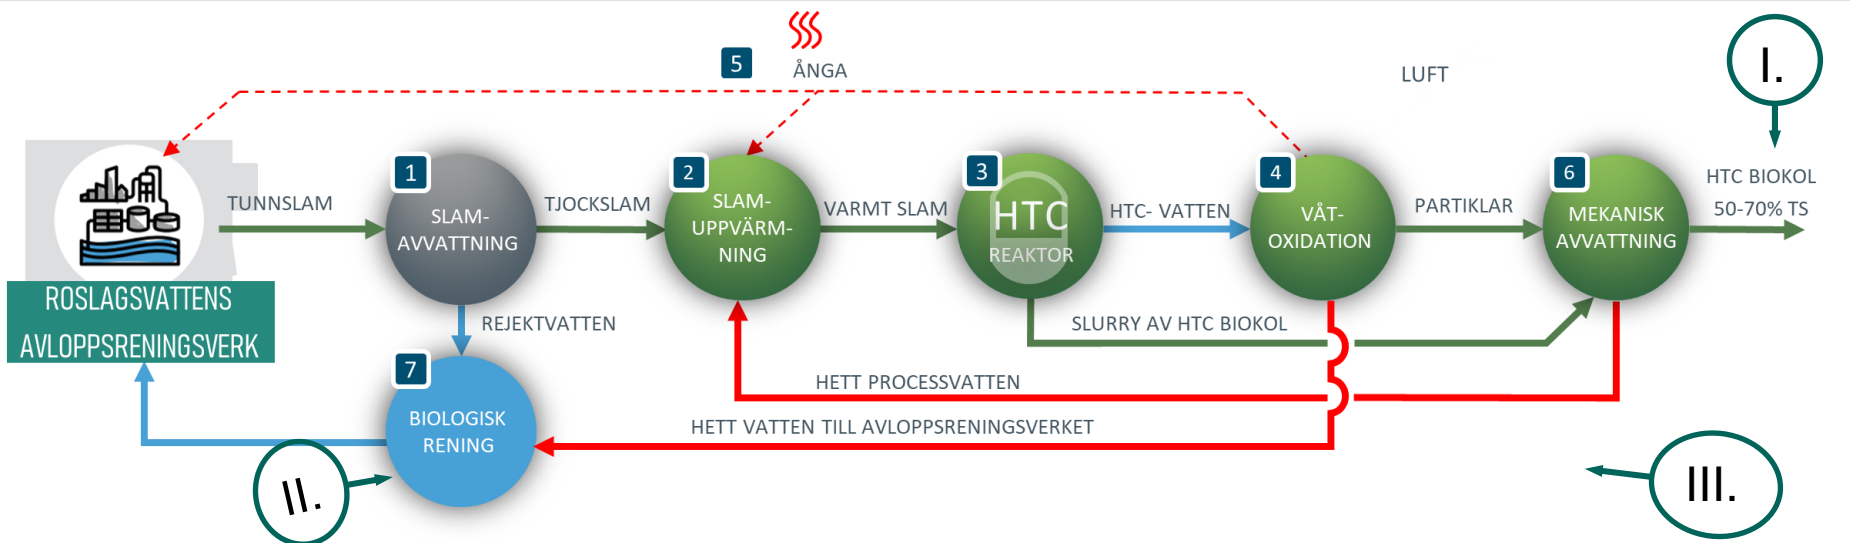 5
ÅNGA
LUFT
I.
1
2
3
4
6
TUNNSLAM
SLAM-
AVVATTNING
TJOCKSLAM
SLAM-
UPPVÄRM-
NING
VARMT SLAM
HTC
REAKTOR
HTC- VATTEN
VÅT-
OXIDATION
PARTIKLAR
MEKANISK
AVVATTNING
HTC BIOKOL
50-70% TS
ROSLAGSVATTENS
AVLOPPSRENINGSVERK
REJEKTVATTEN
SLURRY AV HTC BIOKOL
7
BIOLOGISK
RENING
HETT PROCESSVATTEN
HETT VATTEN TILL AVLOPPSRENINGSVERKET
II.
III.